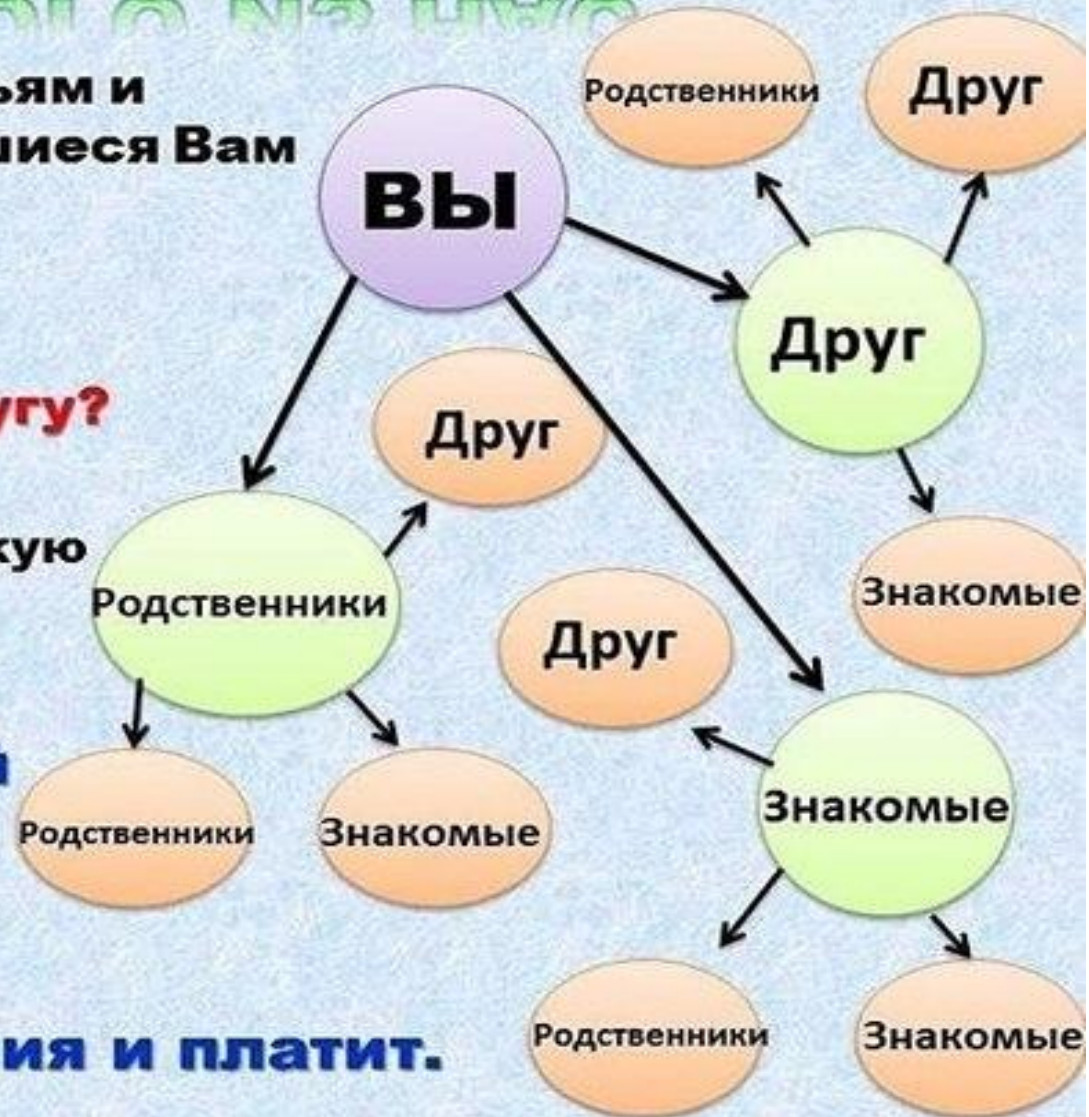 ьям и
шиеся Вам
Родственники
Друг
ВЫ
Друг
угу?
Друг
кую
Родственники
Знакомые
Друг
Родственники
Знакомые
Знакомые
Родственники
Знакомые
ия и платит.